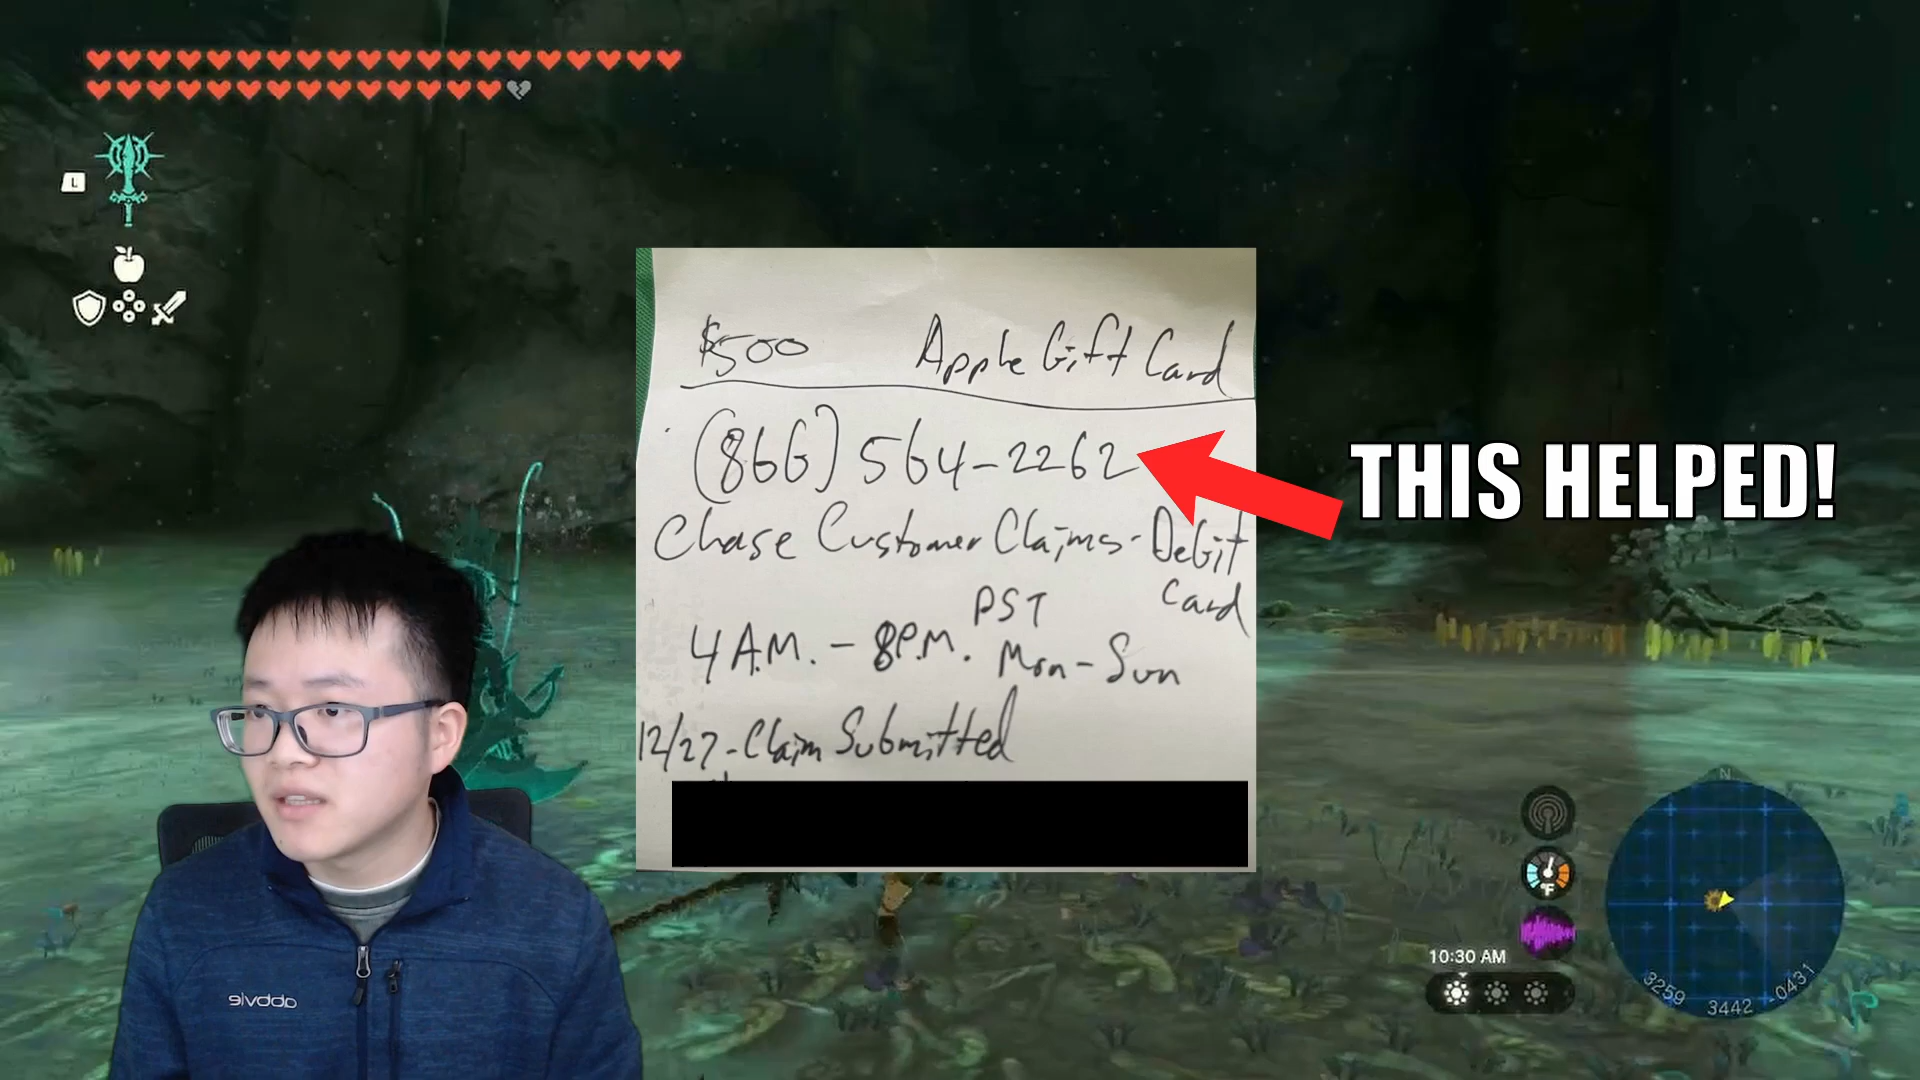 L
$500 Apple Gift Card
(866) 564-2262
THIS HELPED!
Chase Customer Claims - Debit Card
4 A.M. - 8 P.M. PST Mon - Sun
12/27 - Claim Submitted
°F
10:30 AM
N
3259 3442 -0431